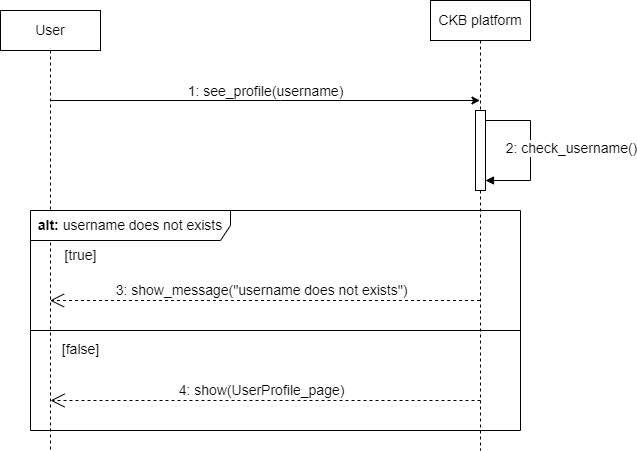 User
CKB platform
1: see_profile(username)
2: check_username()
alt: username does not exists
[true]
3: show_message("username does not exists")
[false]
4: show(UserProfile_page)